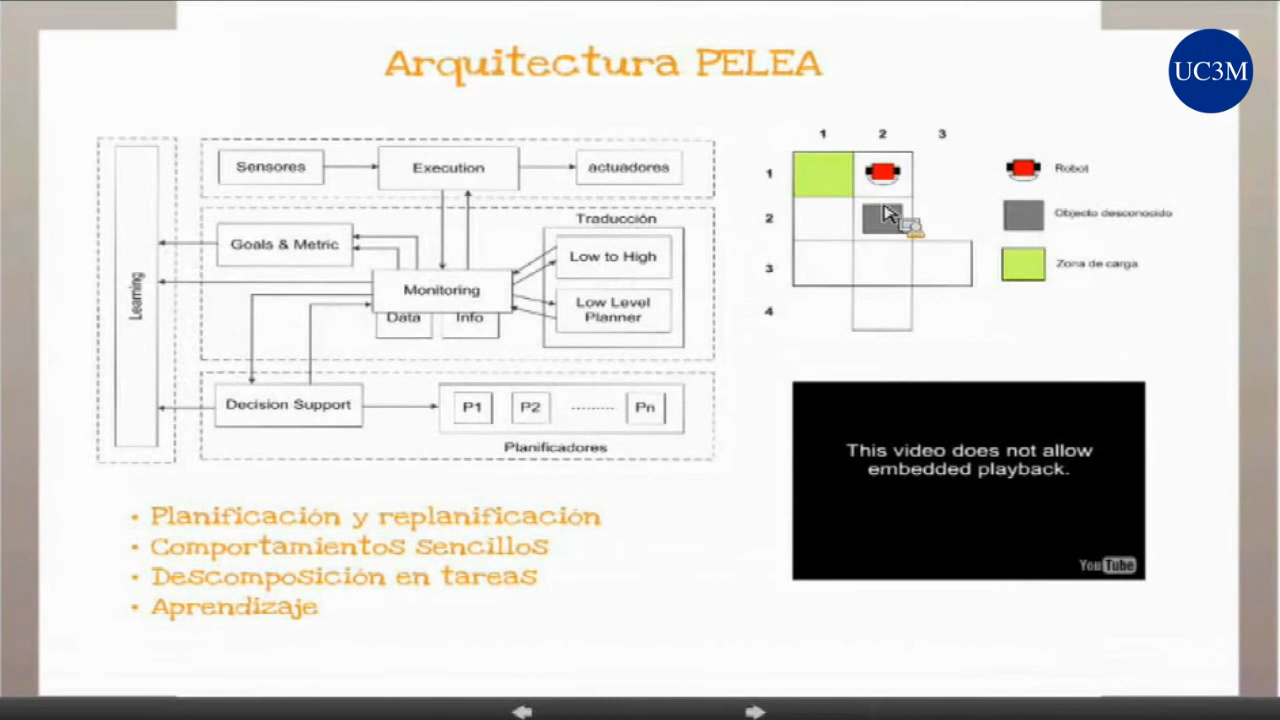 Arquitectura PELEA
UC3M
Sensores
Execution
actuadores
Traducción
Goals & Metric
Low to High
Monitoring
Low Level
Planner
Data
Info
Learning
Decision Support
P1
P2
........
Pn
Planificadores
1
2
3
1
2
3
4
Robot
Objecto desconocido
Zona de carga
This video does not allow
embedded playback.
YouTube
• Planificación y replanificación
• Comportamientos sencillos
• Descomposición en tareas
• Aprendizaje